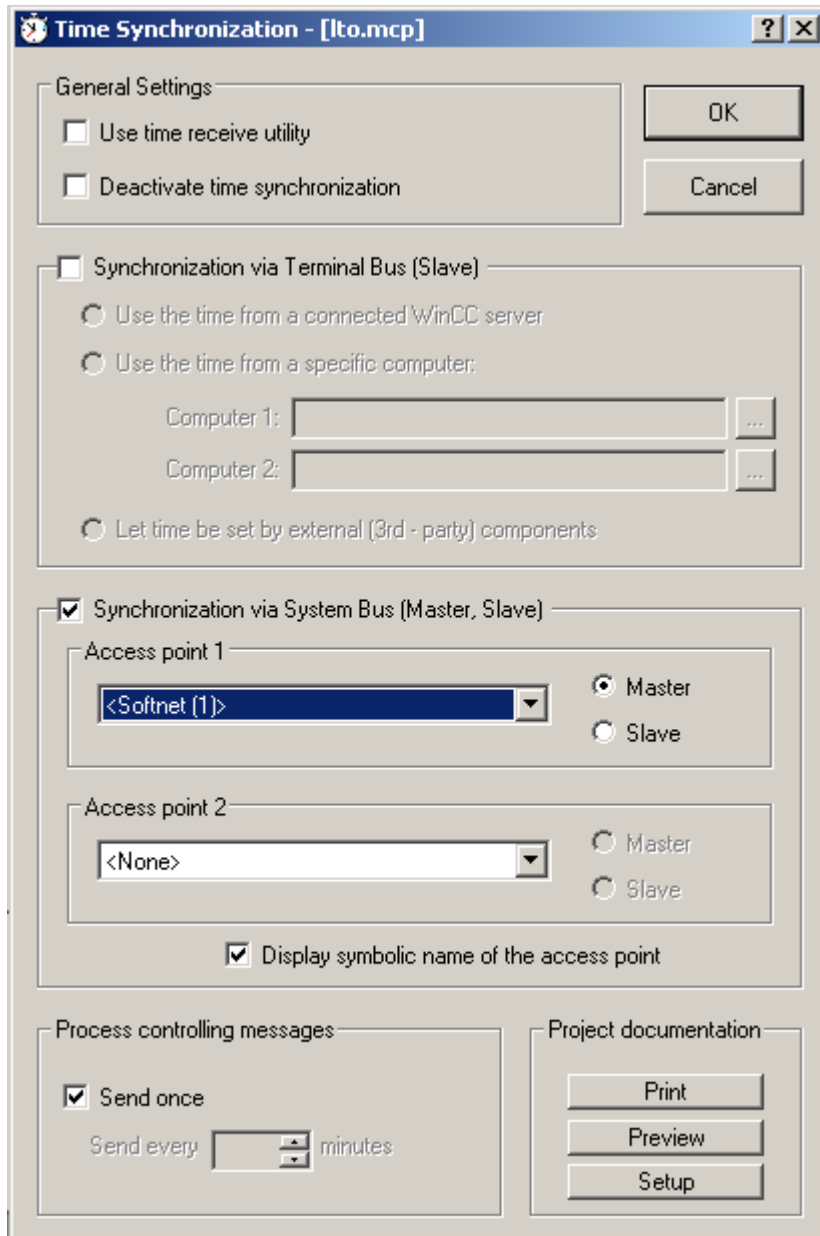 Time Synchronization - [lto.mcp]
General Settings
Use time receive utility
Deactivate time synchronization
OK
Cancel
Synchronization via Terminal Bus (Slave)
Use the time from a connected WinCC server
Use the time from a specific computer:
Computer 1:
...
Computer 2:
...
Let time be set by external (3rd - party) components
Synchronization via System Bus (Master, Slave)
Access point 1
<Softnet (1)>
Master
Slave
Access point 2
<None>
Master
Slave
Display symbolic name of the access point
Process controlling messages
Send once
Send every minutes
Project documentation
Print
Preview
Setup